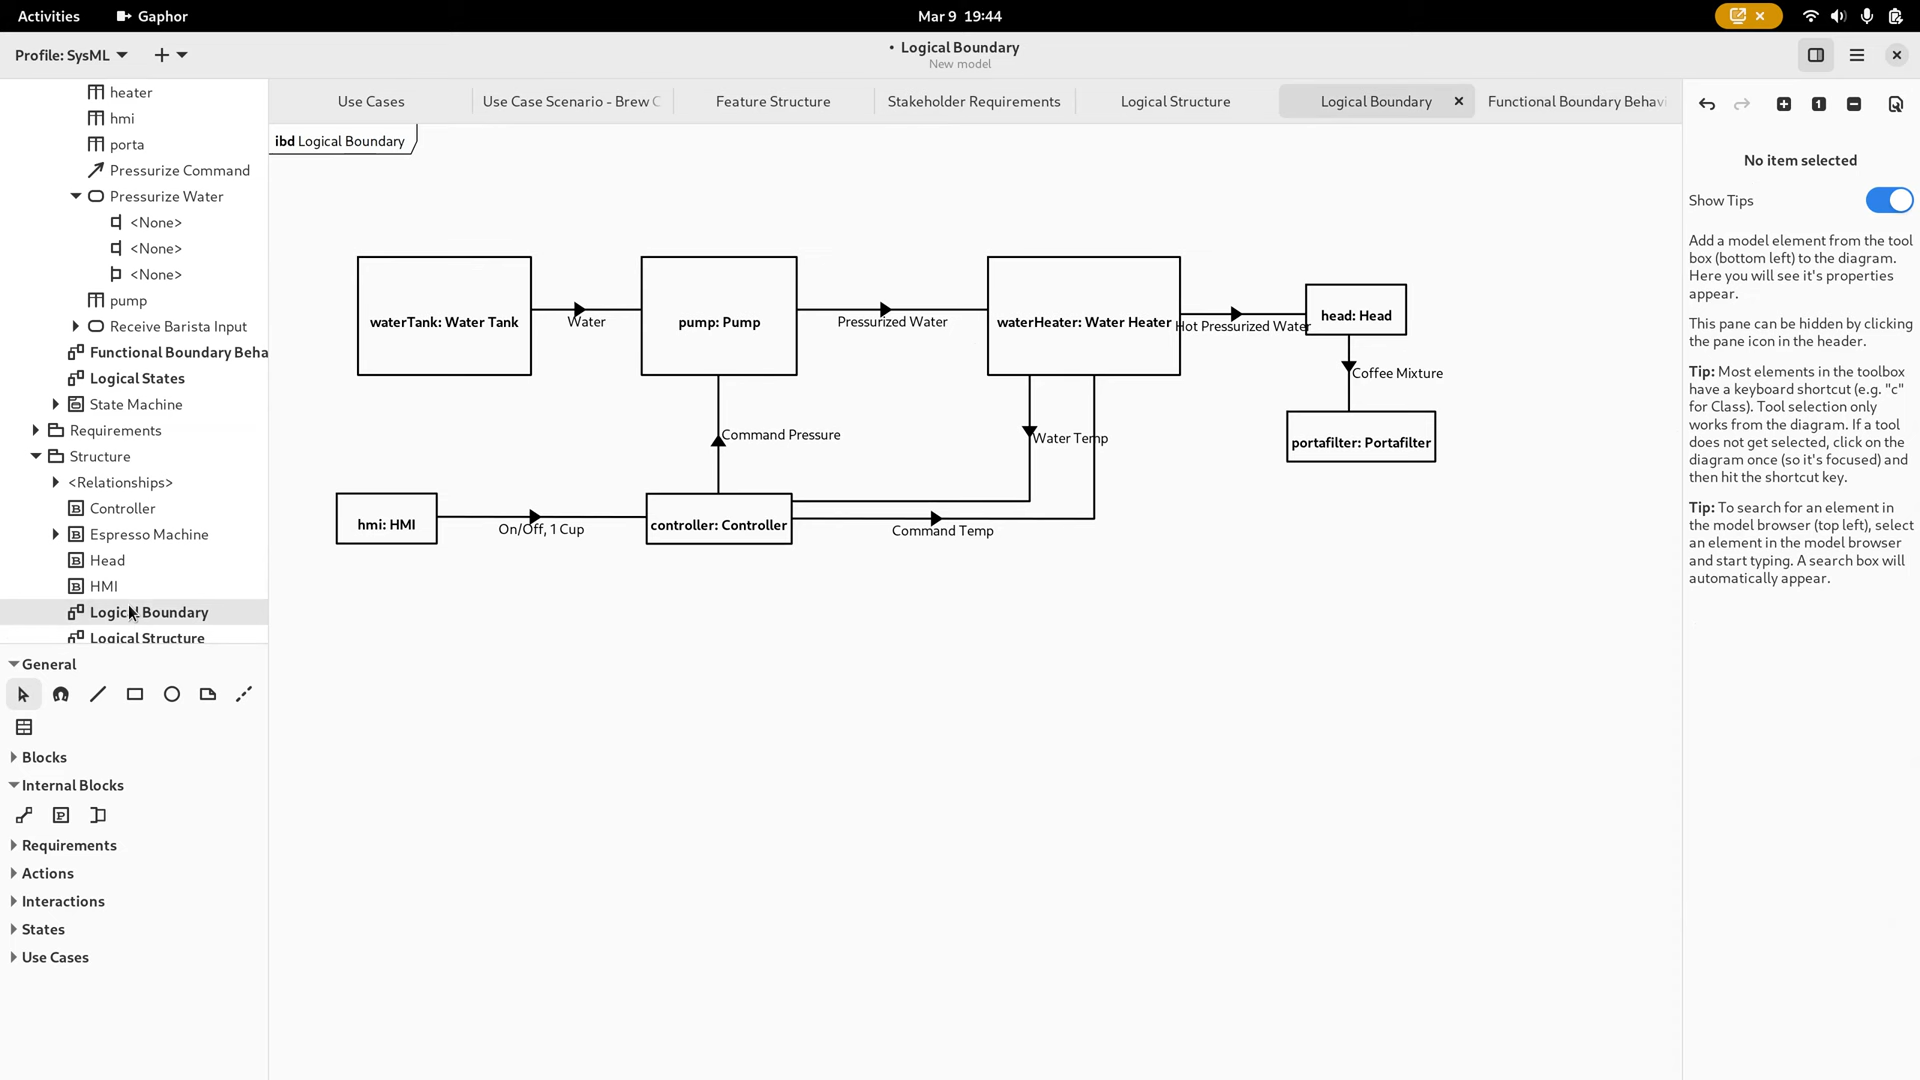 Activities
Gaphor
Mar 9 19:44
Profile: SysML
• Logical Boundary
New model
heater
hmi
porta
Pressurize Command
Pressurize Water
<None>
<None>
<None>
pump
Receive Barista Input
Functional Boundary Beha
Logical States
State Machine
Requirements
Structure
<Relationships>
Controller
Espresso Machine
Head
HMI
Logical Boundary
Logical Structure
General
Blocks
Internal Blocks
Requirements
Actions
Interactions
States
Use Cases
Use Cases
Use Case Scenario - Brew C
Feature Structure
Stakeholder Requirements
Logical Structure
Logical Boundary
Functional Boundary Behavi
ibd Logical Boundary
waterTank: Water Tank
Water
pump: Pump
Pressurized Water
waterHeater: Water Heater
Hot Pressurized Water
head: Head
Coffee Mixture
Command Pressure
Water Temp
portafilter: Portafilter
hmi: HMI
On/Off, 1 Cup
controller: Controller
Command Temp
No item selected
Show Tips
Add a model element from the tool
box (bottom left) to the diagram.
Here you will see it's properties
appear.
This pane can be hidden by clicking
the pane icon in the header.
Tip: Most elements in the toolbox
have a keyboard shortcut (e.g. "c"
for Class). Tool selection only
works from the diagram. If a tool
does not get selected, click on the
diagram once (so it's focused) and
then hit the shortcut key.
Tip: To search for an element in
the model browser (top left), select
an element in the model browser
and start typing. A search box will
automatically appear.